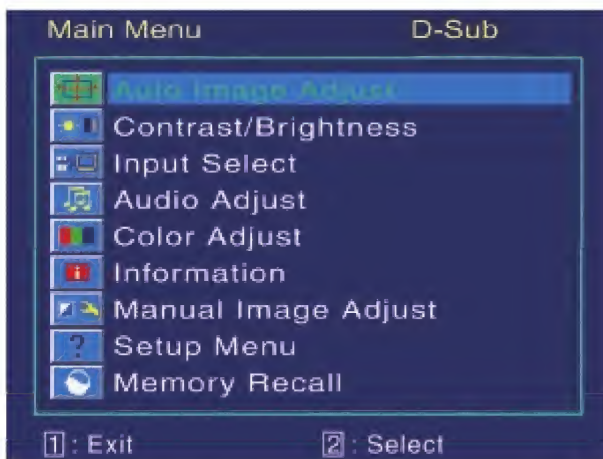 Main Menu D-Sub
Auto Image Adjust
Contrast/Brightness
Input Select
Audio Adjust
Color Adjust
Information
Manual Image Adjust
Setup Menu
Memory Recall
1 : Exit 2 : Select